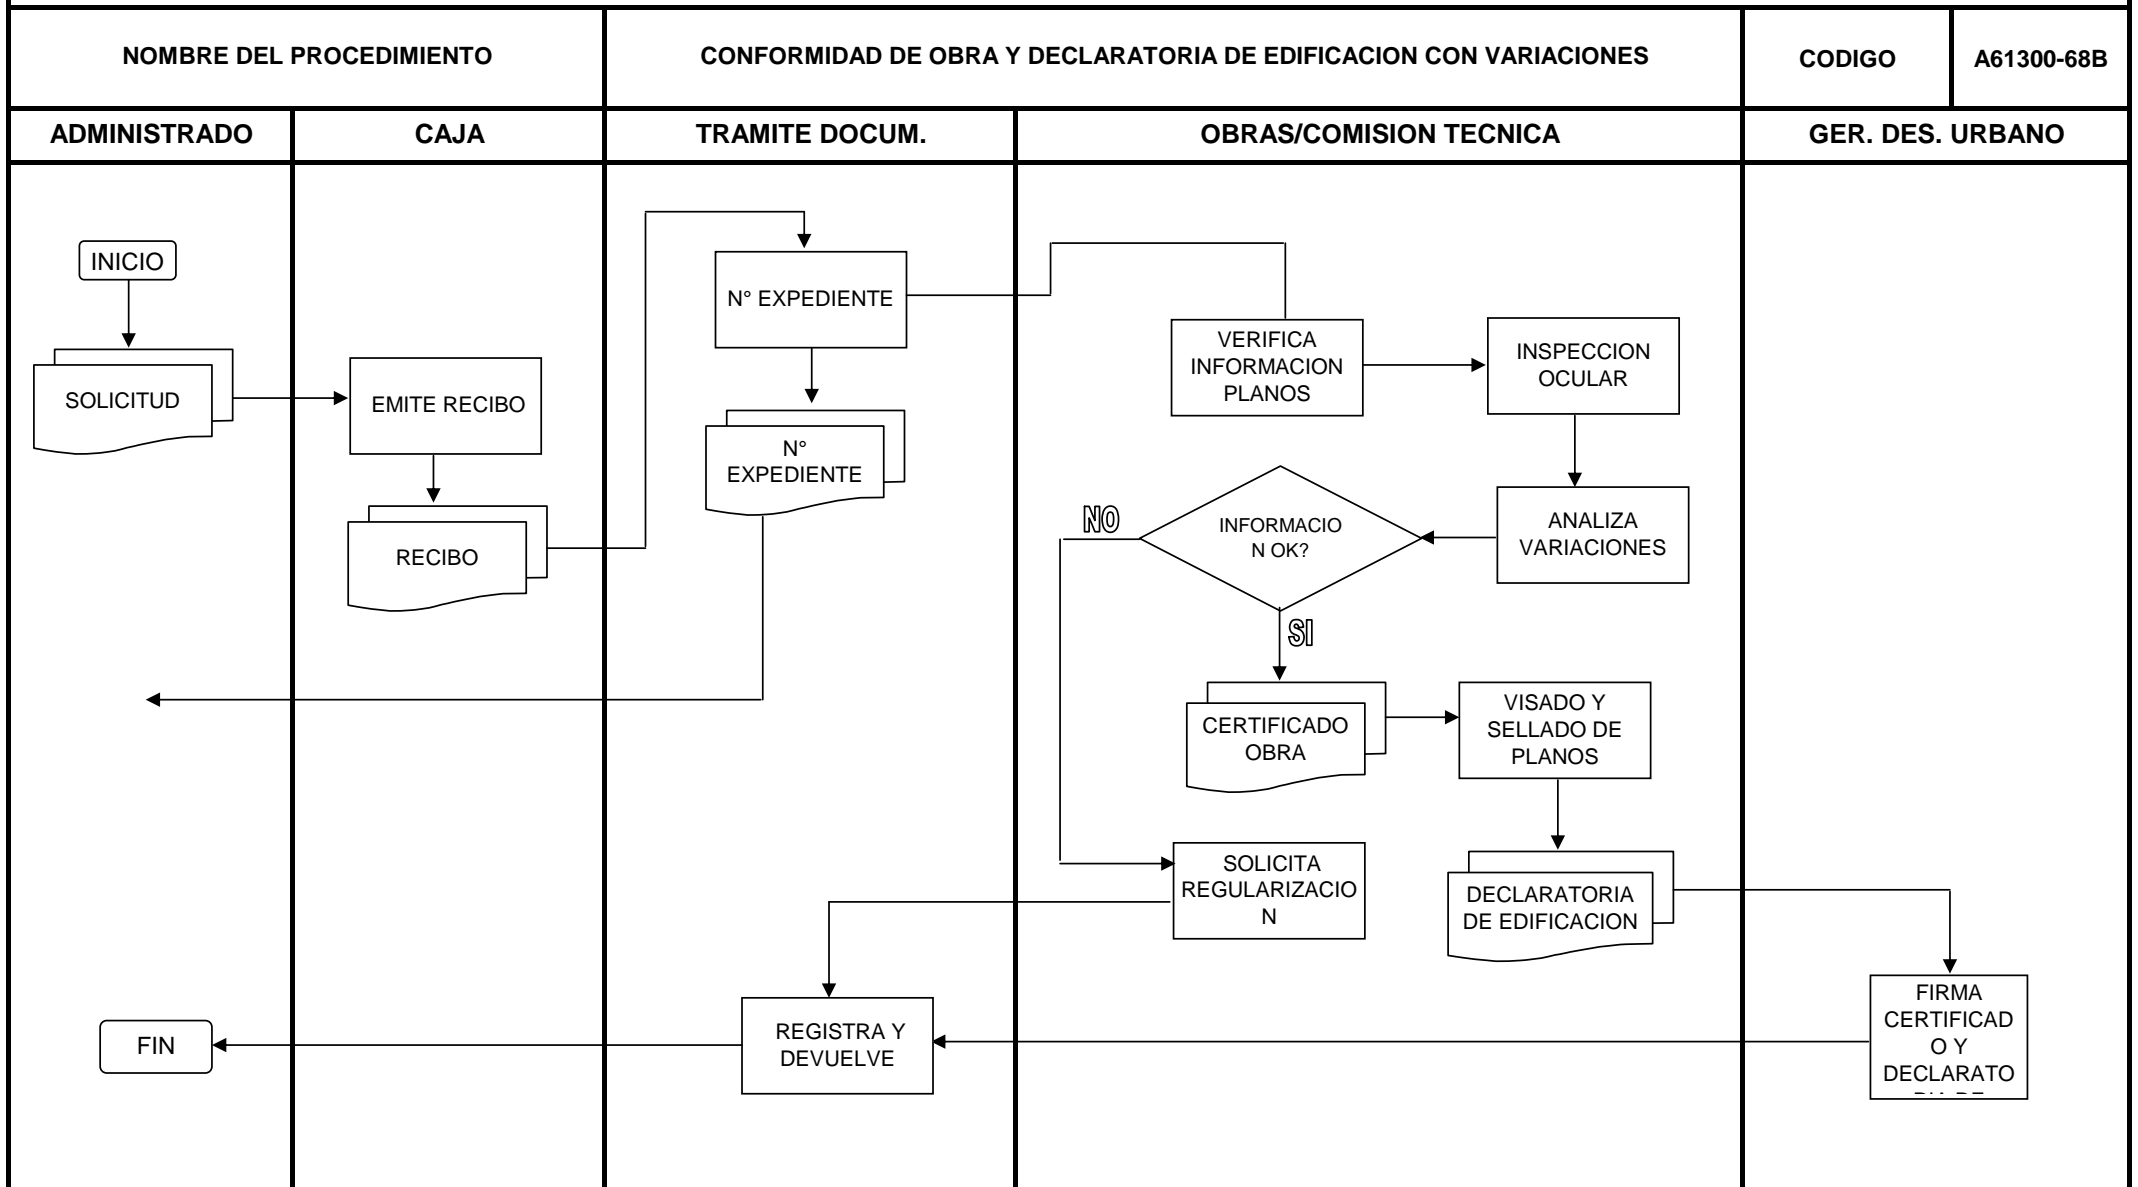 NOMBRE DEL PROCEDIMIENTO
CONFORMIDAD DE OBRA Y DECLARATORIA DE EDIFICACION CON VARIACIONES
CODIGO
A61300-68B
ADMINISTRADO
CAJA
TRAMITE DOCUM.
OBRAS/COMISION TECNICA
GER. DES. URBANO
INICIO
SOLICITUD
EMITE RECIBO
RECIBO
N° EXPEDIENTE
N°
EXPEDIENTE
VERIFICA
INFORMACION
PLANOS
INSPECCION
OCULAR
ANALIZA
VARIACIONES
INFORMACIO
N OK?
NO
SI
CERTIFICADO
OBRA
VISADO Y
SELLADO DE
PLANOS
DECLARATORIA
DE EDIFICACION
SOLICITA
REGULARIZACIO
N
FIRMA
CERTIFICAD
O Y
DECLARATO
REGISTRA Y
DEVUELVE
FIN